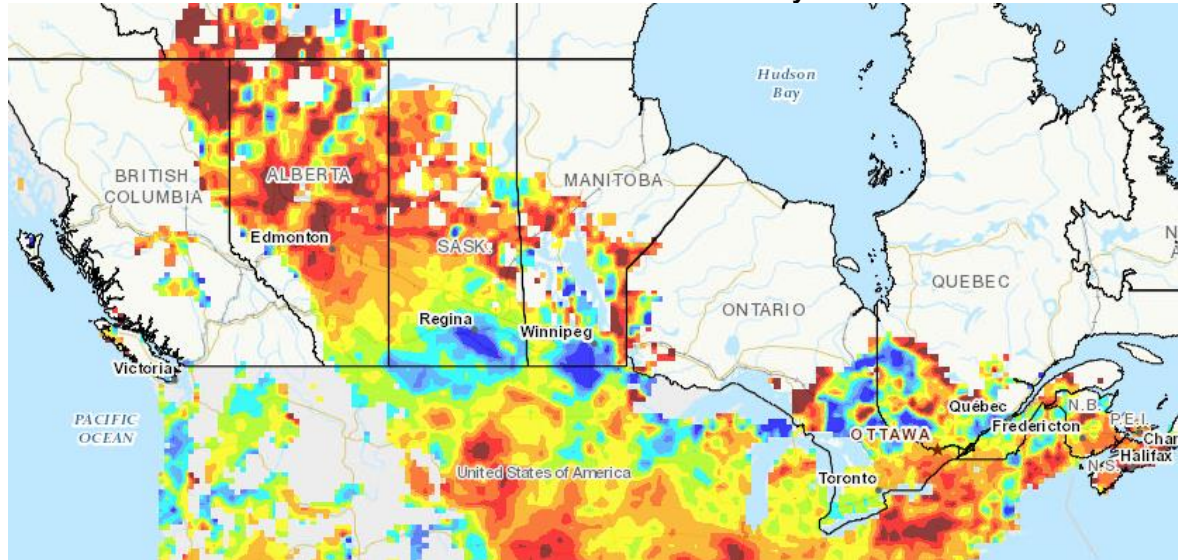 Hudson
Bay
BRITISH
COLUMBIA
ALBERTA
MANITOBA
Edmonton
SASK.
QUEBEC
ONTARIO
Regina
Winnipeg
Victoria
PACIFIC
OCEAN
Québec
N.B.
P.E.I.
OTTAWA
Fredericton
Char
Halifax
N.S.
United States of America
Toronto
N
A